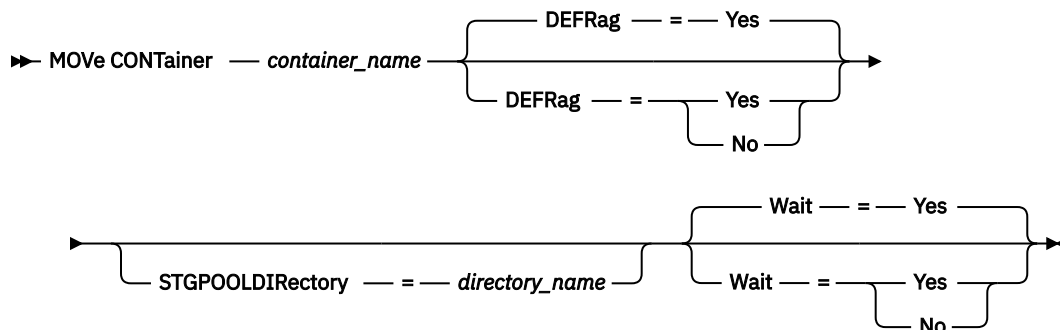 DEFRag = Yes
MOVe CONTainer container_name
DEFRag = Yes
No
Wait = Yes
STGPOOLDIRectory = directory_name
Wait = Yes
No